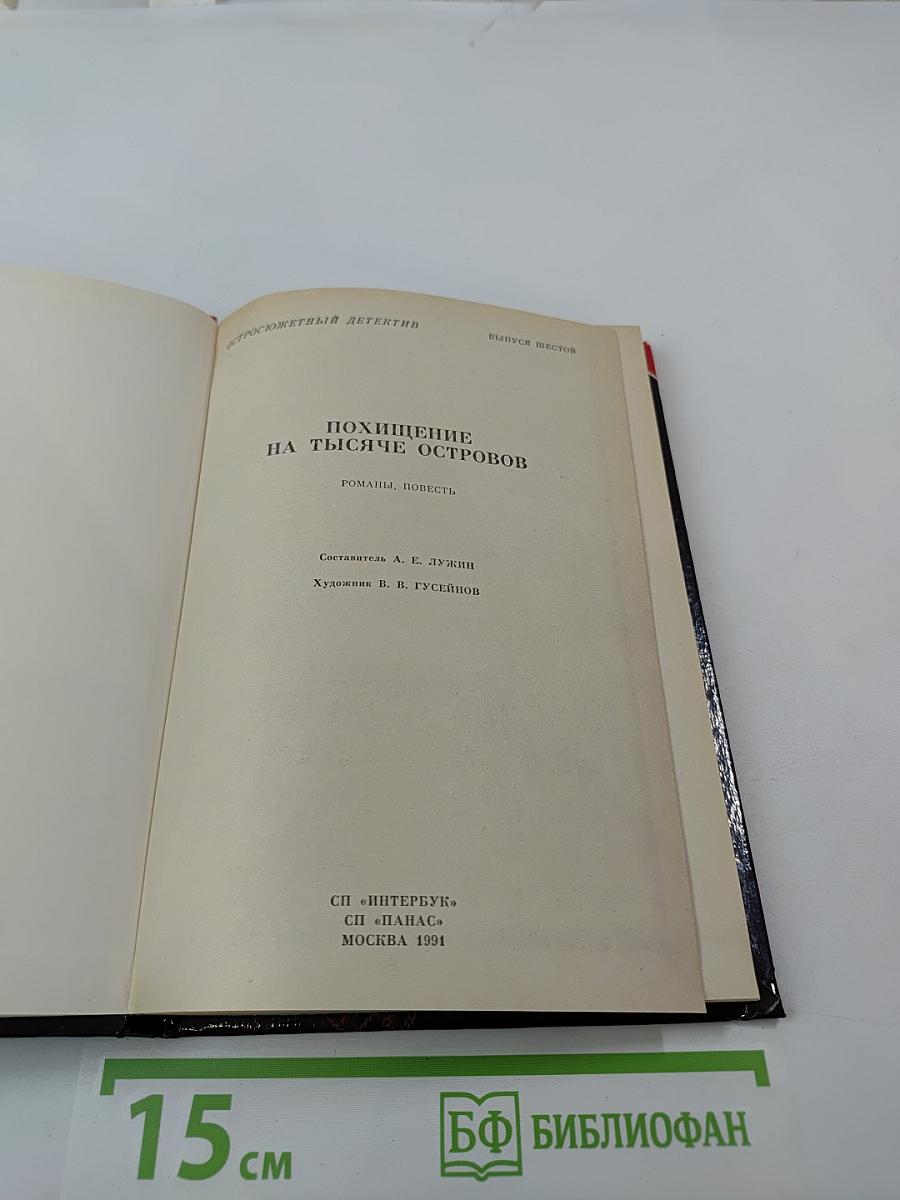 ОСТРОСЮЖЕТНЫЙ ДЕТЕКТИВ
ВЫПУСК ШЕСТОЙ
ПОХИЩЕНИЕ
НА ТЫСЯЧЕ ОСТРОВОВ
РОМАНЫ, ПОВЕСТЬ
Составитель А. Е. ЛУЖИН
Художник В. В. ГУСЕЙНОВ
СП «ИНТЕРБУК»
СП «ПАНАС»
МОСКВА 1991
15 см
БФ БИБЛИОФАН